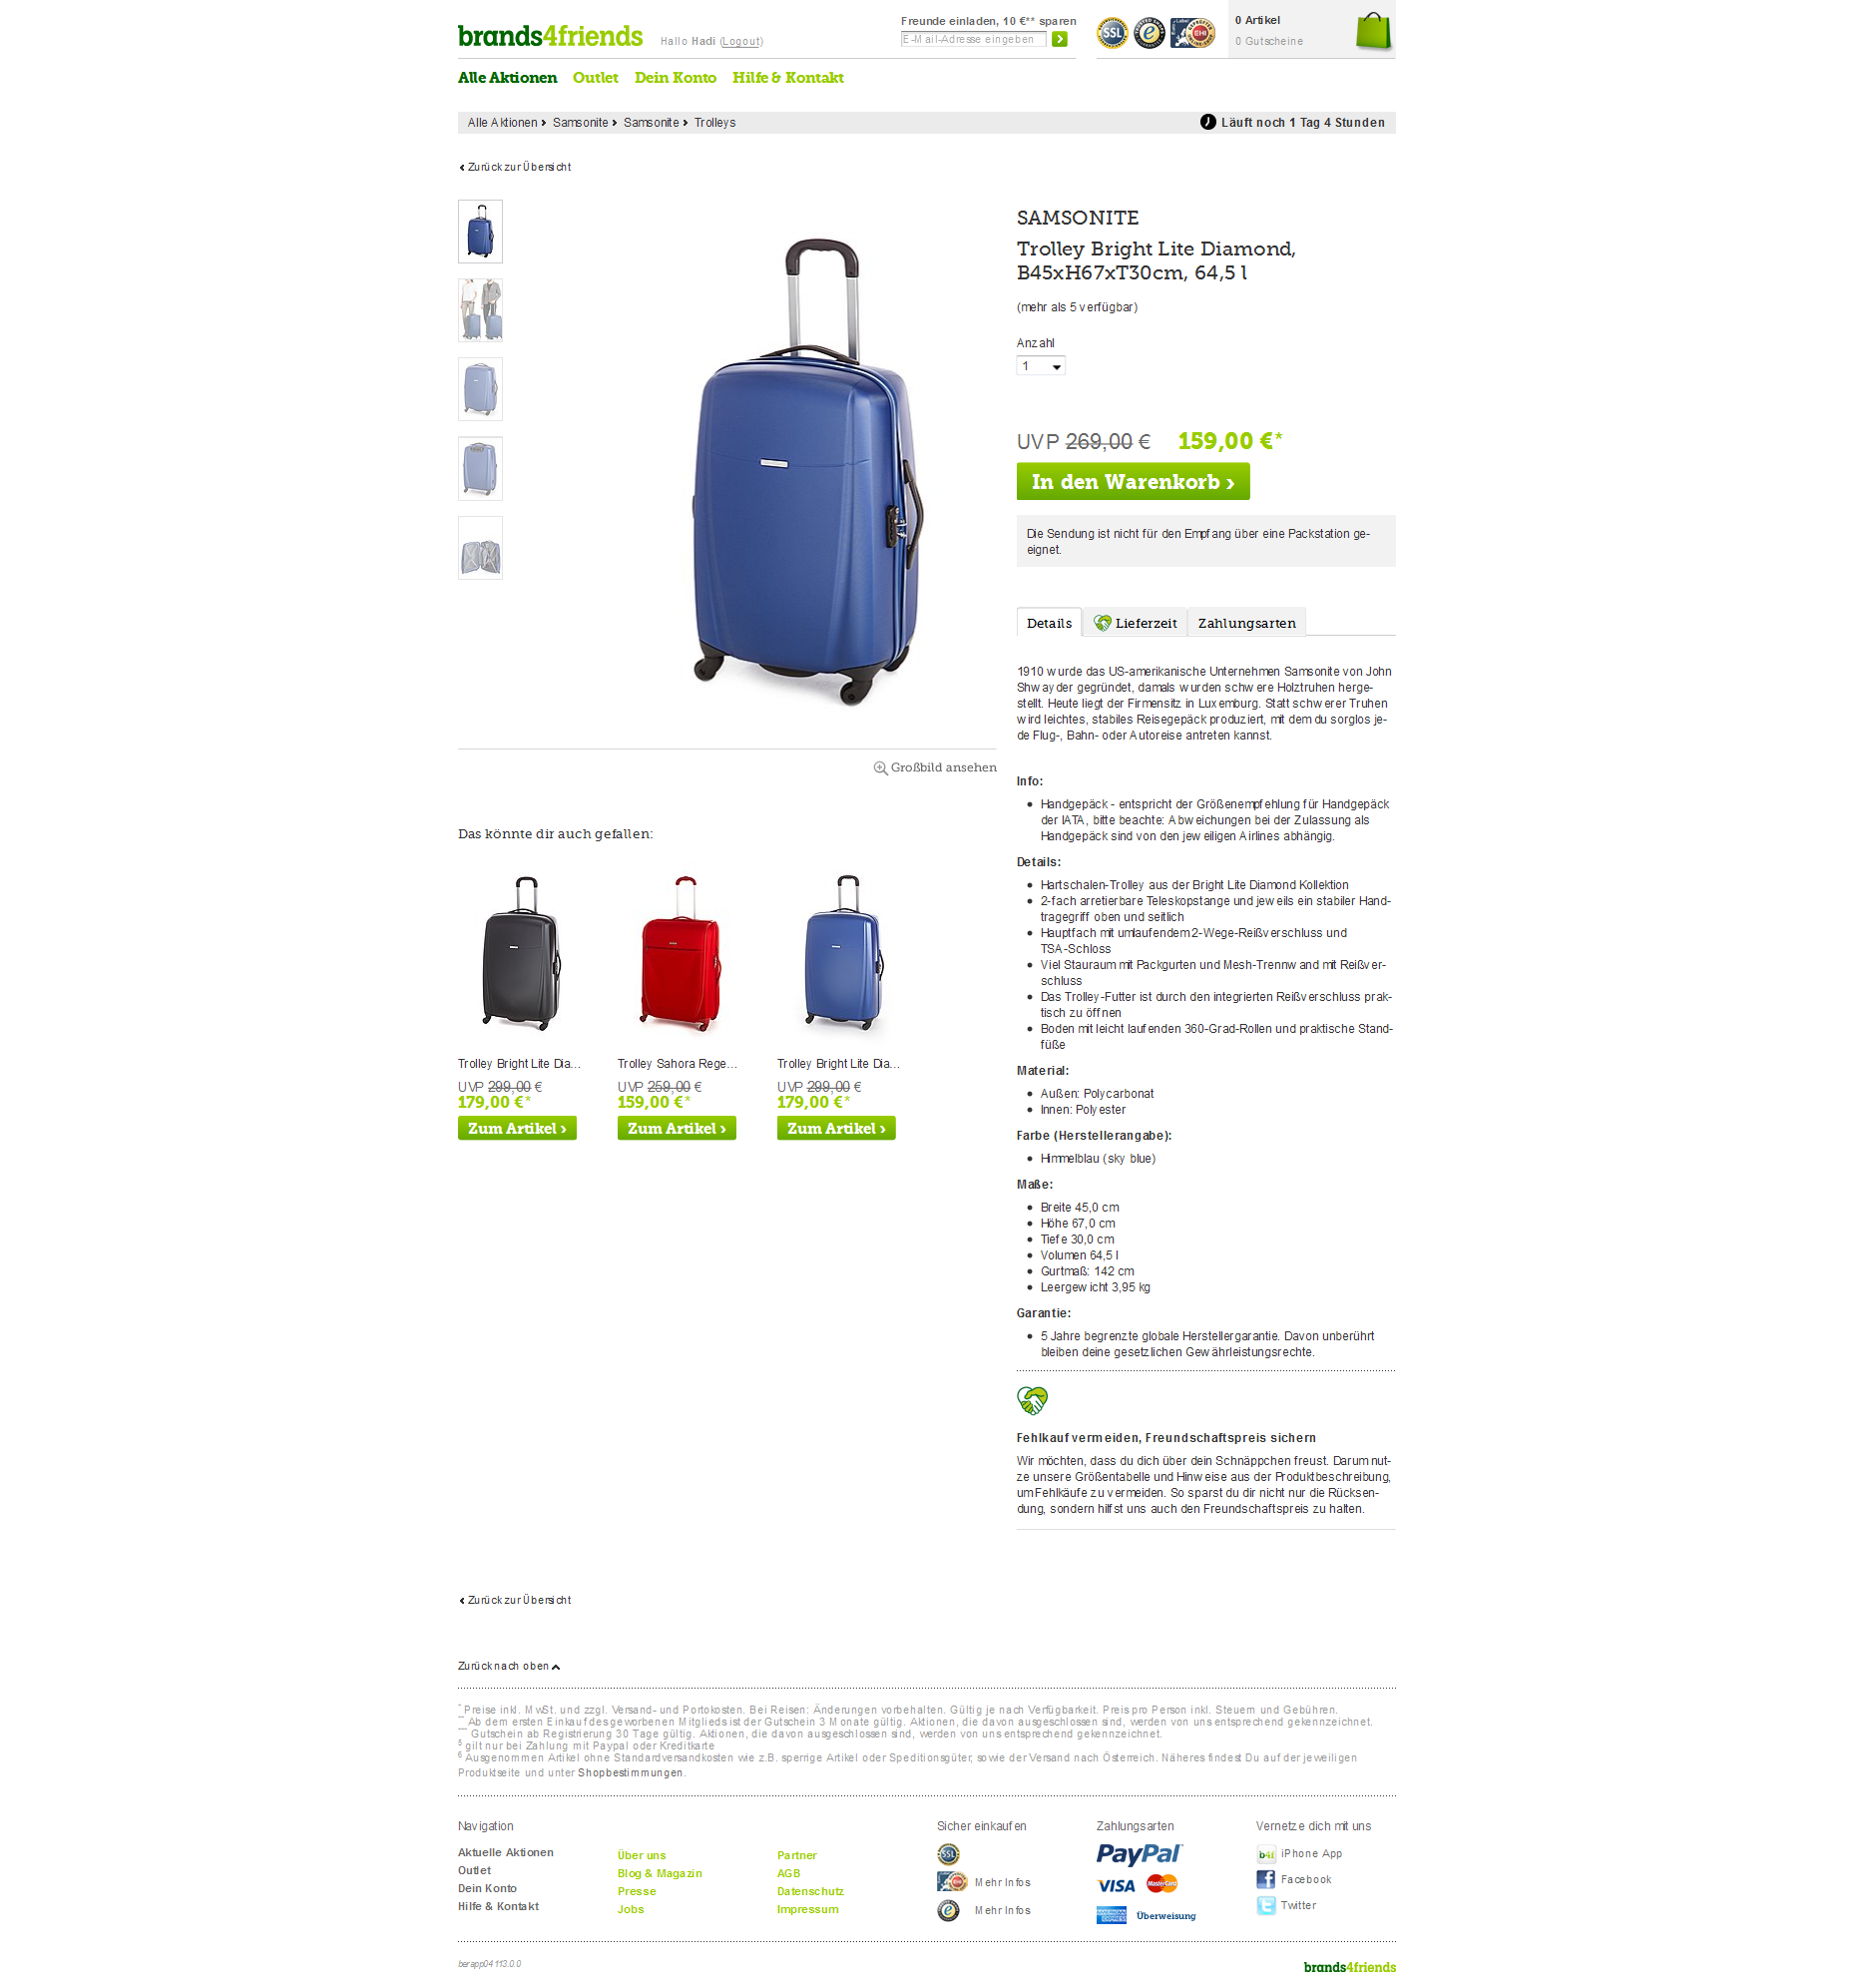 brands4friends
Hallo Hadi (Logout)
Freunde einladen, 10 €** sparen
E-Mail-Adresse eingeben
SSL
0 Artikel
0 Gutscheine
Alle Aktionen Outlet Dein Konto Hilfe & Kontakt
Alle Aktionen › Samsonite › Samsonite › Trolleys
Läuft noch 1 Tag 4 Stunden
Zurück zur Übersicht
SAMSONITE
Trolley Bright Lite Diamond,
B45xH67xT30cm, 64,5 l
(mehr als 5 verfügbar)
Anzahl
1
UVP 269,00 € 159,00 €*
In den Warenkorb ›
Die Sendung ist nicht für den Empfang über eine Packstation ge-
eignet.
Details Lieferzeit Zahlungsarten
1910 wurde das US-amerikanische Unternehmen Samsonite von John
Shwayder gegründet, damals wurden schwere Holztruhen herge-
stellt. Heute liegt der Firmensitz in Luxemburg. Statt schwerer Truhen
wird leichtes, stabiles Reisegepäck produziert, mit dem du sorglos je-
de Flug-, Bahn- oder Autoreise antreten kannst.
Großbild ansehen
Info:
• Handgepäck - entspricht der Größenempfehlung für Handgepäck
der IATA, bitte beachte: Abweichungen bei der Zulassung als
Handgepäck sind von den jeweiligen Airlines abhängig.
Details:
• Hartschalen-Trolley aus der Bright Lite Diamond Kollektion
• 2-fach arretierbare Teleskopstange und jeweils ein stabiler Hand-
tragegriff oben und seitlich
• Hauptfach mit umlaufendem 2-Wege-Reißverschluss und
TSA-Schloss
• Viel Stauraum mit Packgurten und Mesh-Trennwand mit Reißver-
schluss
• Das Trolley-Futter ist durch den integrierten Reißverschluss prak-
tisch zu öffnen
• Boden mit leicht laufenden 360-Grad-Rollen und praktische Stand-
füße
Material:
• Außen: Polycarbonat
• Innen: Polyester
Farbe (Herstellerangabe):
• Himmelblau (sky blue)
Maße:
• Breite 45,0 cm
• Höhe 67,0 cm
• Tiefe 30,0 cm
• Volumen 64,5 l
• Gurtmaß: 142 cm
• Leergewicht 3,95 kg
Garantie:
• 5 Jahre begrenzte globale Herstellergarantie. Davon unberührt
bleiben deine gesetzlichen Gewährleistungsrechte.
Fehlkauf vermeiden, Freundschaftspreis sichern
Wir möchten, dass du dich über dein Schnäppchen freust. Darum nut-
ze unsere Größentabelle und Hinweise aus der Produktbeschreibung,
um Fehlkäufe zu vermeiden. So sparst du dir nicht nur die Rücksen-
dung, sondern hilfst uns auch den Freundschaftspreis zu halten.
Das könnte dir auch gefallen:
Trolley Bright Lite Dia... Trolley Sahora Rege... Trolley Bright Lite Dia...
UVP 299,00 € UVP 259,00 € UVP 299,00 €
179,00 €* 159,00 €* 179,00 €*
Zum Artikel › Zum Artikel › Zum Artikel ›
Zurück zur Übersicht
Zurück nach oben
* Preise inkl. MwSt. und zzgl. Versand- und Portokosten. Bei Reisen: Änderungen vorbehalten. Gültig je nach Verfügbarkeit. Preis pro Person inkl. Steuern und Gebühren.
** Ab dem ersten Einkauf des geworbenen Mitglieds ist der Gutschein 3 Monate gültig. Aktionen, die davon ausgeschlossen sind, werden von uns entsprechend gekennzeichnet.
*** Gutschein ab Registrierung 30 Tage gültig. Aktionen, die davon ausgeschlossen sind, werden von uns entsprechend gekennzeichnet.
5 gilt nur bei Zahlung mit Paypal oder Kreditkarte
6 Ausgenommen Artikel ohne Standardversandkosten wie z.B. sperrige Artikel oder Speditionsgüter, sowie der Versand nach Österreich. Näheres findest Du auf der jeweiligen
Produktseite und unter Shopbestimmungen.
Navigation
Aktuelle Aktionen
Outlet
Dein Konto
Hilfe & Kontakt
Über uns
Blog & Magazin
Presse
Jobs
Partner
AGB
Datenschutz
Impressum
Sicher einkaufen
SSL
Mehr Infos
Mehr Infos
Zahlungsarten
PayPal
VISA MasterCard
Überweisung
Vernetze dich mit uns
b4f iPhone App
Facebook
Twitter
berapp04 113.0.0
brands4friends